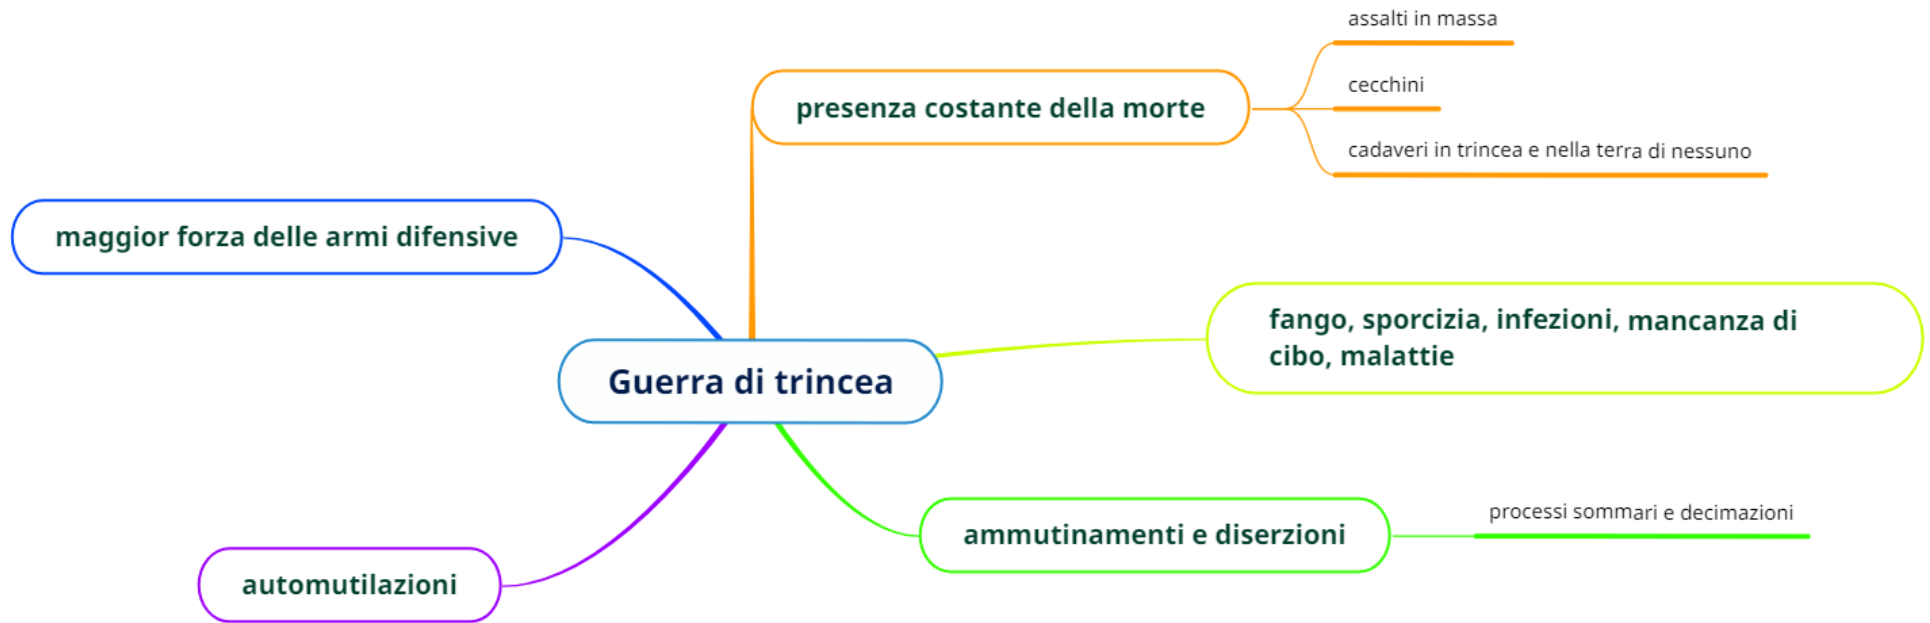 assalti in massa
cecchini
presenza costante della morte
cadaveri in trincea e nella terra di nessuno
maggior forza delle armi difensive
fango, sporcizia, infezioni, mancanza di
cibo, malattie
Guerra di trincea
processi sommari e decimazioni
ammutinamenti e diserzioni
automutilazioni